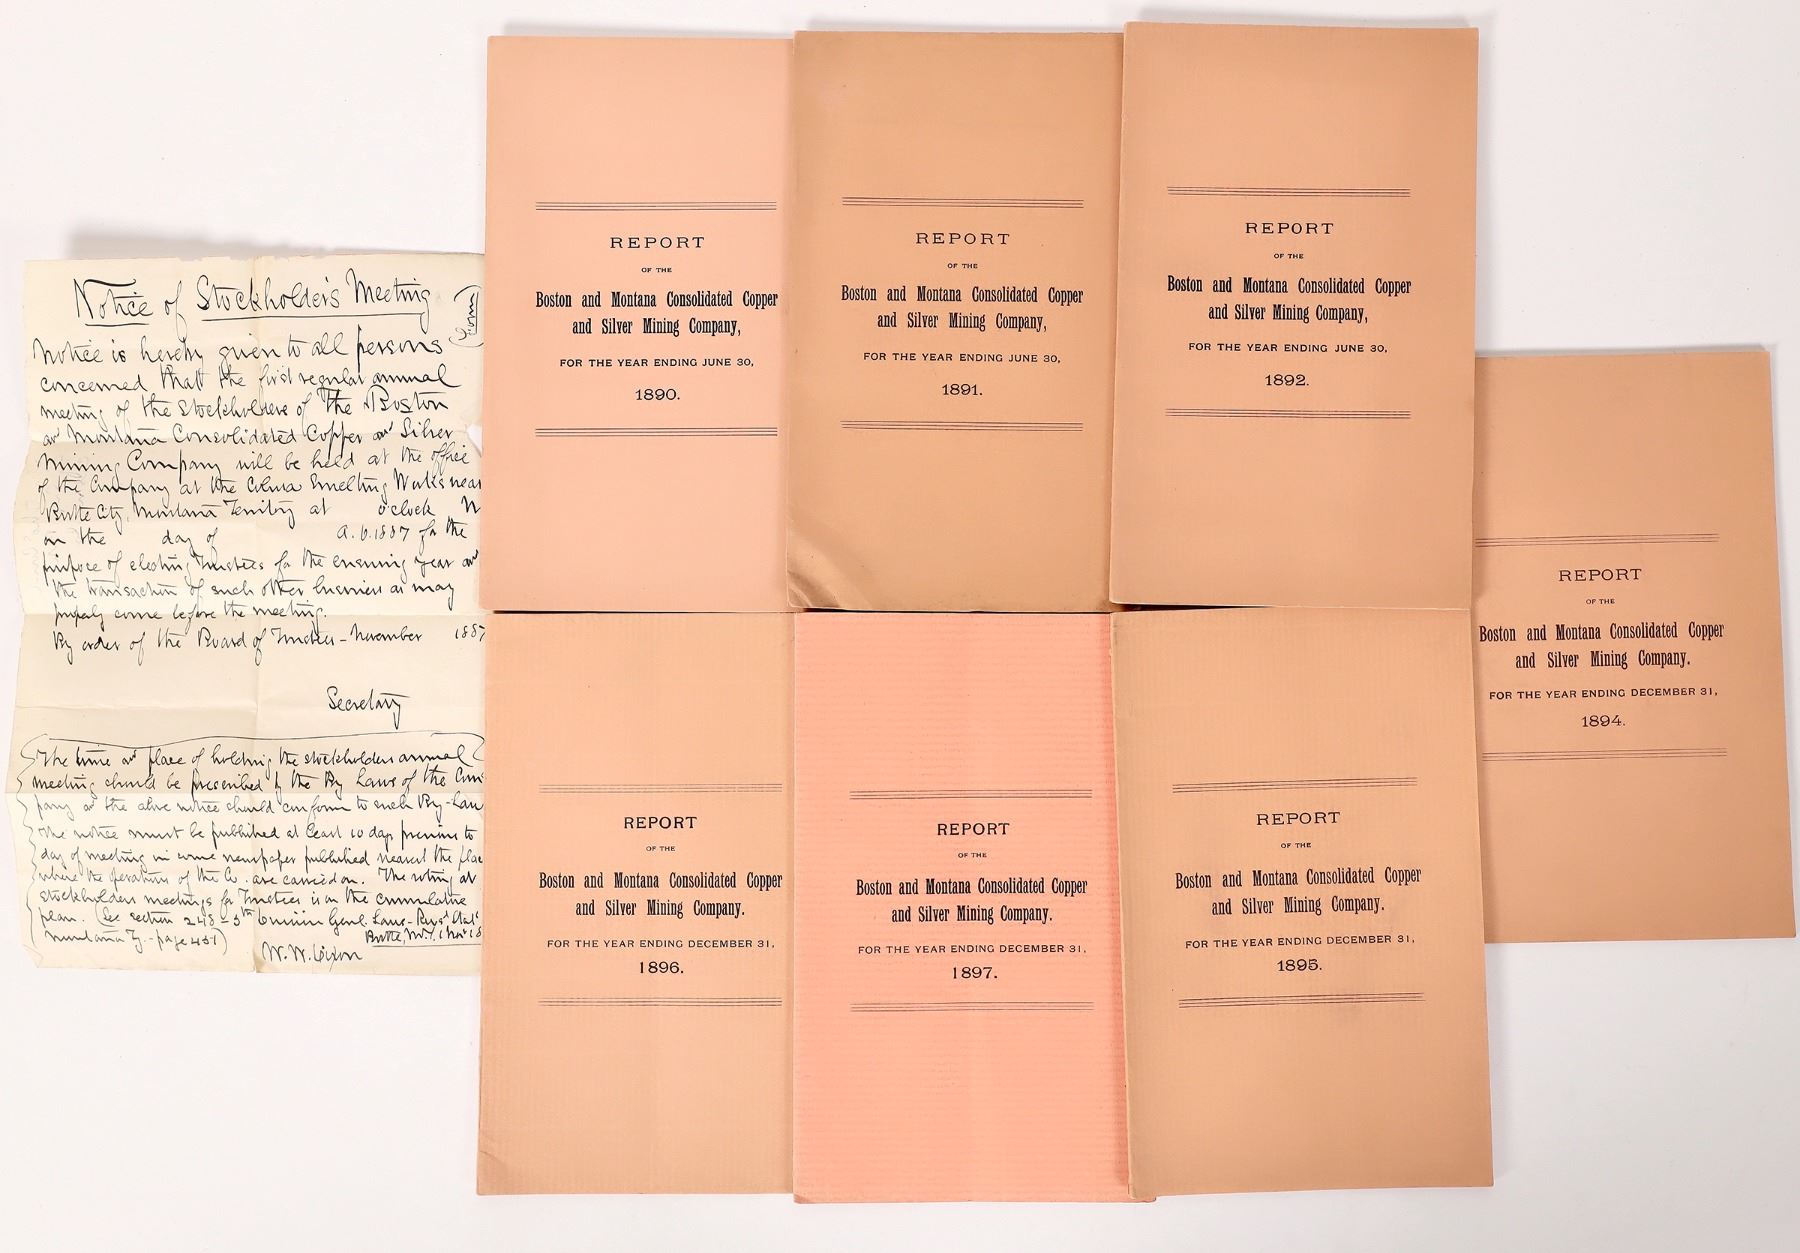 Notice of Stockholder's Meeting
(Form)
Notice is hereby given to all persons
concerned that the first regular annual
meeting of the Stockholders of The Boston
and Montana Consolidated Copper and Silver
Mining Company will be held at the office
of the Company at the Colusa Smelting Works near
Butte City, Montana Territory at o'clock M
on the day of A.D. 1887 for the
purpose of electing Trustees for the ensuing year and
the transaction of such other business as may
properly come before the meeting.
By order of the Board of Trustees - November 1887
Secretary
The time and place of holding the stockholders annual
meeting should be prescribed by the By Laws of the Com
pany and the above notice should conform to such By-Law
The notice must be published at least 10 days previous to
day of meeting in some newspaper published nearest the place
where the operations of the Co. are carried on. The voting at
stockholders meetings for Trustees is on the cumulative
plan. (See section 248 - 5th Division Genl. Laws - Revsd Stats
Montana Ty. - page 451)
Butte, M.T. 1 Nov 18
W. W. Dixon
REPORT
OF THE
Boston and Montana Consolidated Copper
and Silver Mining Company,
FOR THE YEAR ENDING JUNE 30,
1890.
REPORT
OF THE
Boston and Montana Consolidated Copper
and Silver Mining Company,
FOR THE YEAR ENDING JUNE 30,
1891.
REPORT
OF THE
Boston and Montana Consolidated Copper
and Silver Mining Company,
FOR THE YEAR ENDING JUNE 30,
1892.
REPORT
OF THE
Boston and Montana Consolidated Copper
and Silver Mining Company.
FOR THE YEAR ENDING DECEMBER 31,
1894.
REPORT
OF THE
Boston and Montana Consolidated Copper
and Silver Mining Company.
FOR THE YEAR ENDING DECEMBER 31,
1896.
REPORT
OF THE
Boston and Montana Consolidated Copper
and Silver Mining Company.
FOR THE YEAR ENDING DECEMBER 31,
1897.
REPORT
OF THE
Boston and Montana Consolidated Copper
and Silver Mining Company.
FOR THE YEAR ENDING DECEMBER 31,
1895.